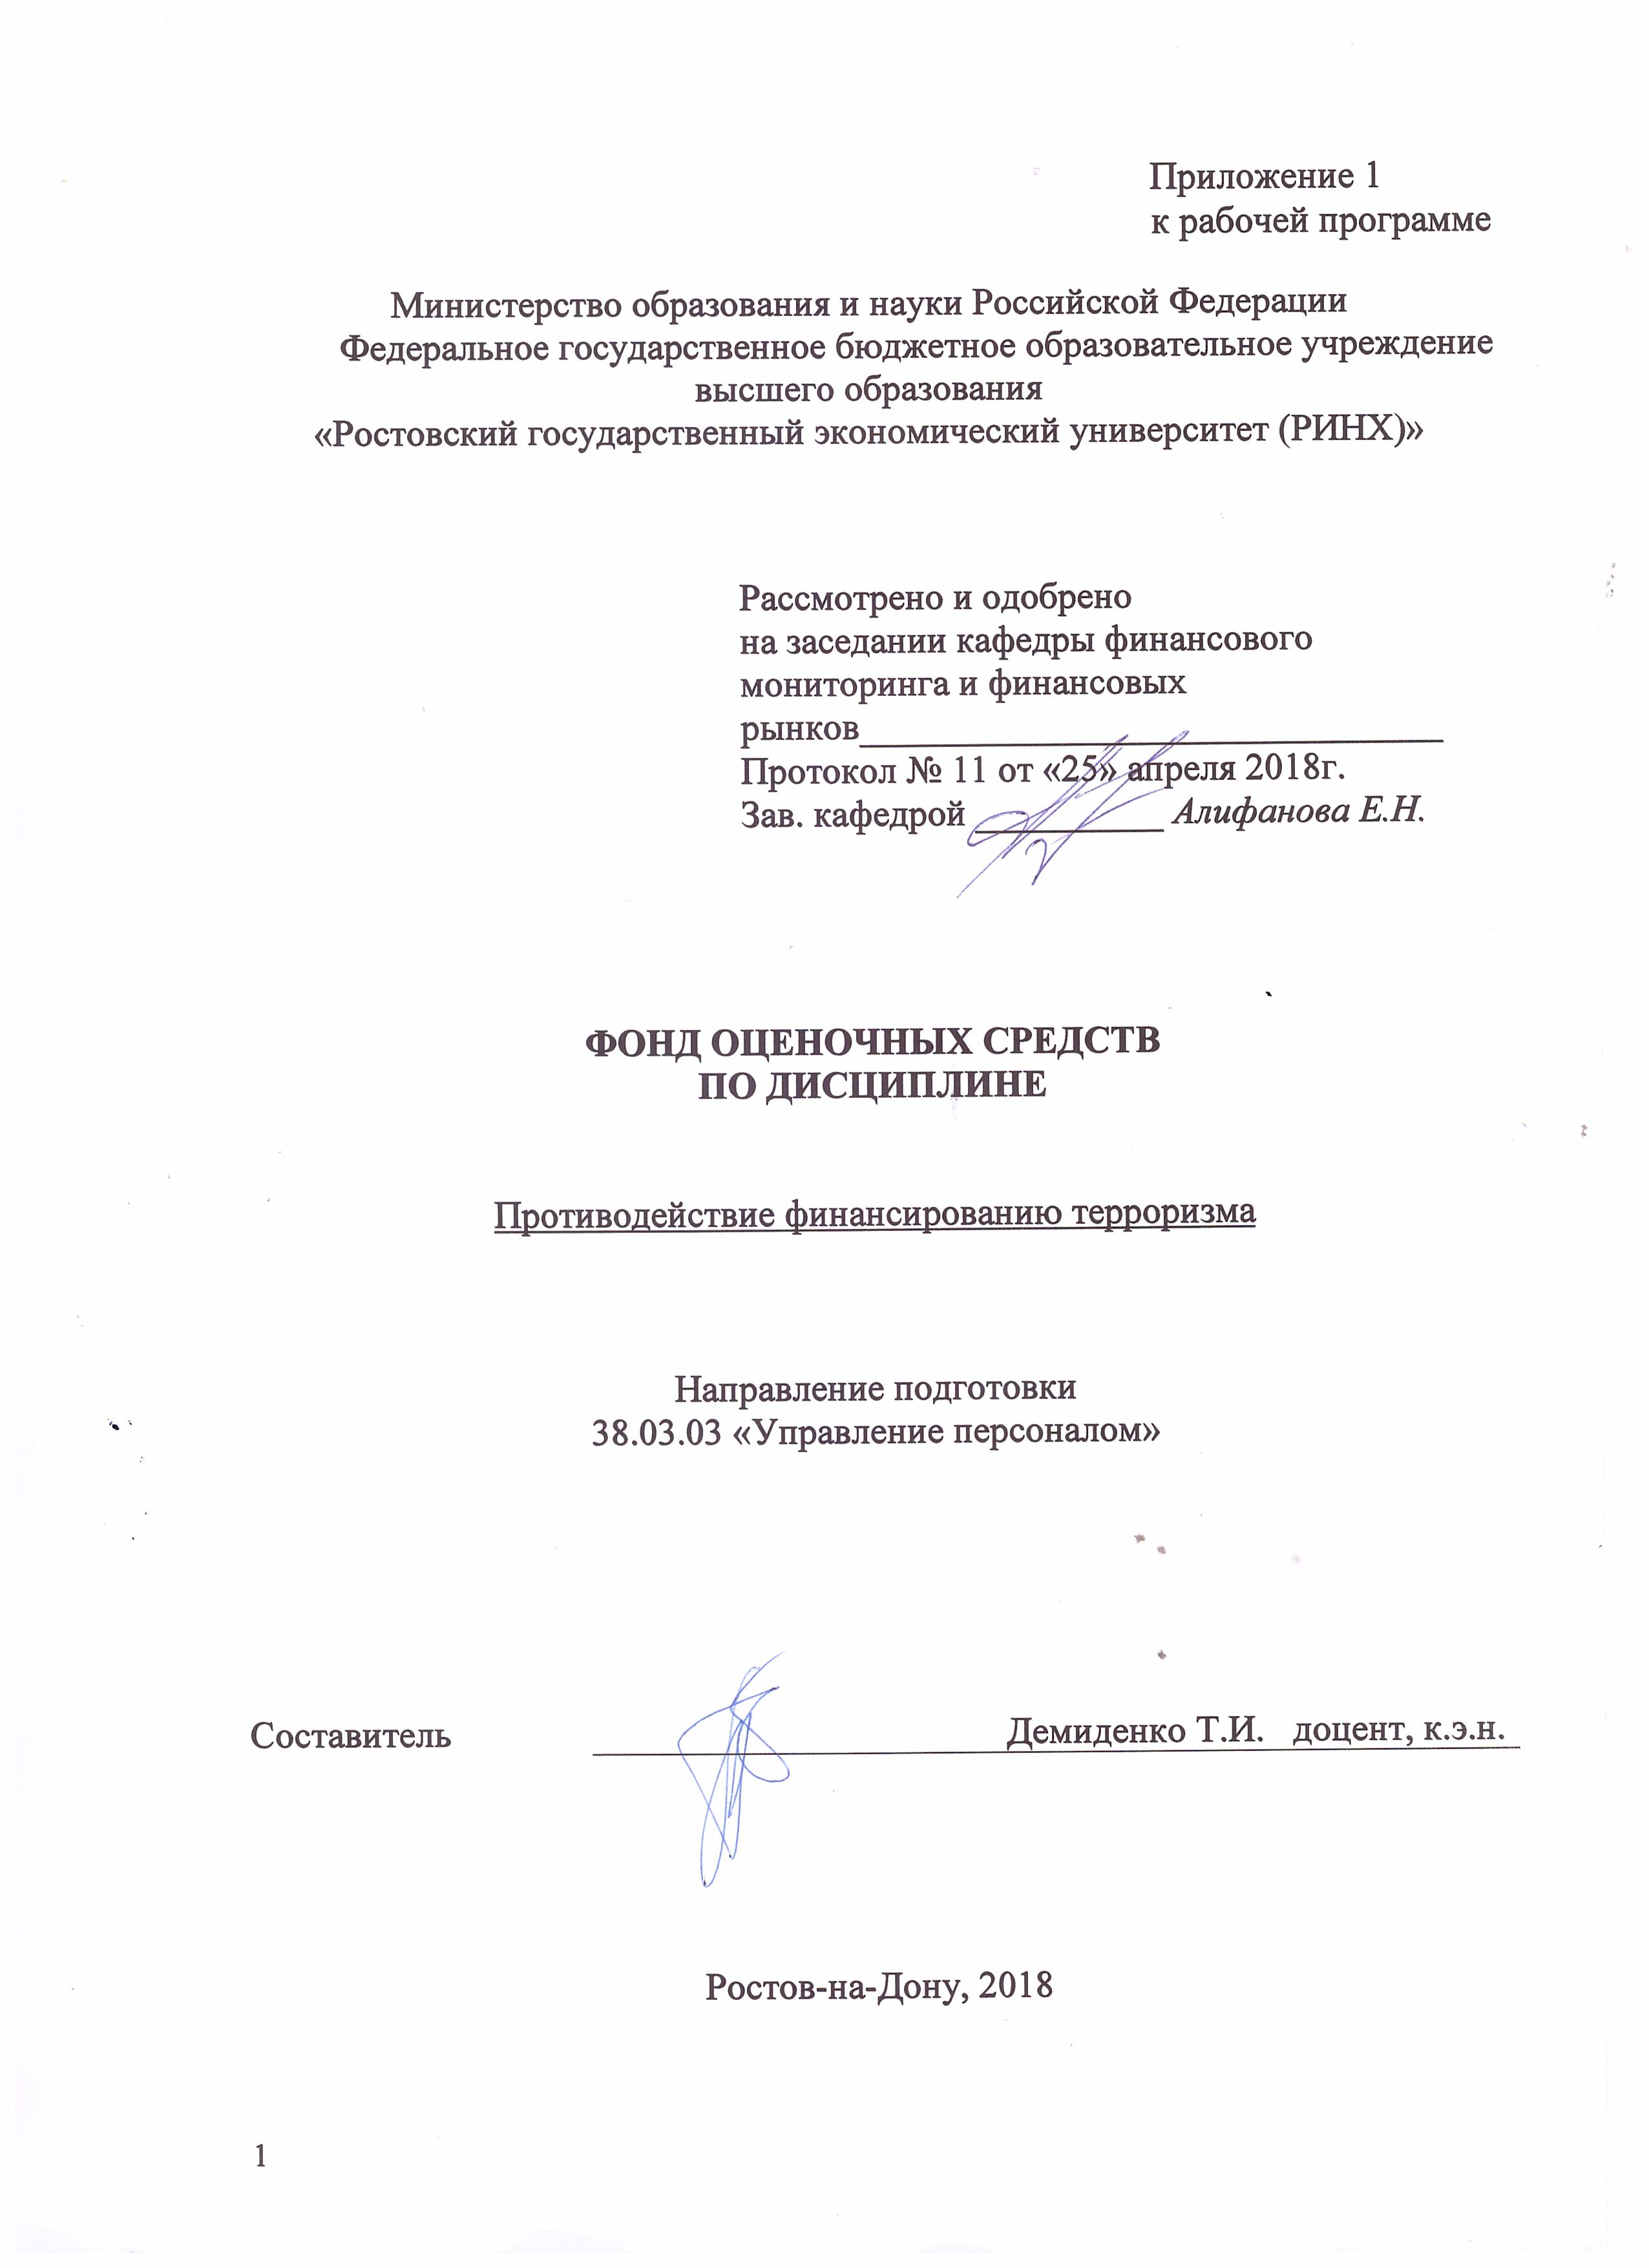 Приложение 1
к рабочей программе
Министерство образования и науки Российской Федерации
Федеральное государственное бюджетное образовательное учреждение
высшего образования
«Ростовский государственный экономический университет (РИНХ)»
Рассмотрено и одобрено
на заседании кафедры финансового
мониторинга и финансовых
рынков
Протокол № 11 от «25» апреля 2018г.
Зав. кафедрой Алифанова Е.Н.
ФОНД ОЦЕНОЧНЫХ СРЕДСТВ
ПО ДИСЦИПЛИНЕ
Противодействие финансированию терроризма
Направление подготовки
38.03.03 «Управление персоналом»
Составитель Демиденко Т.И. доцент, к.э.н.
Ростов-на-Дону, 2018
1